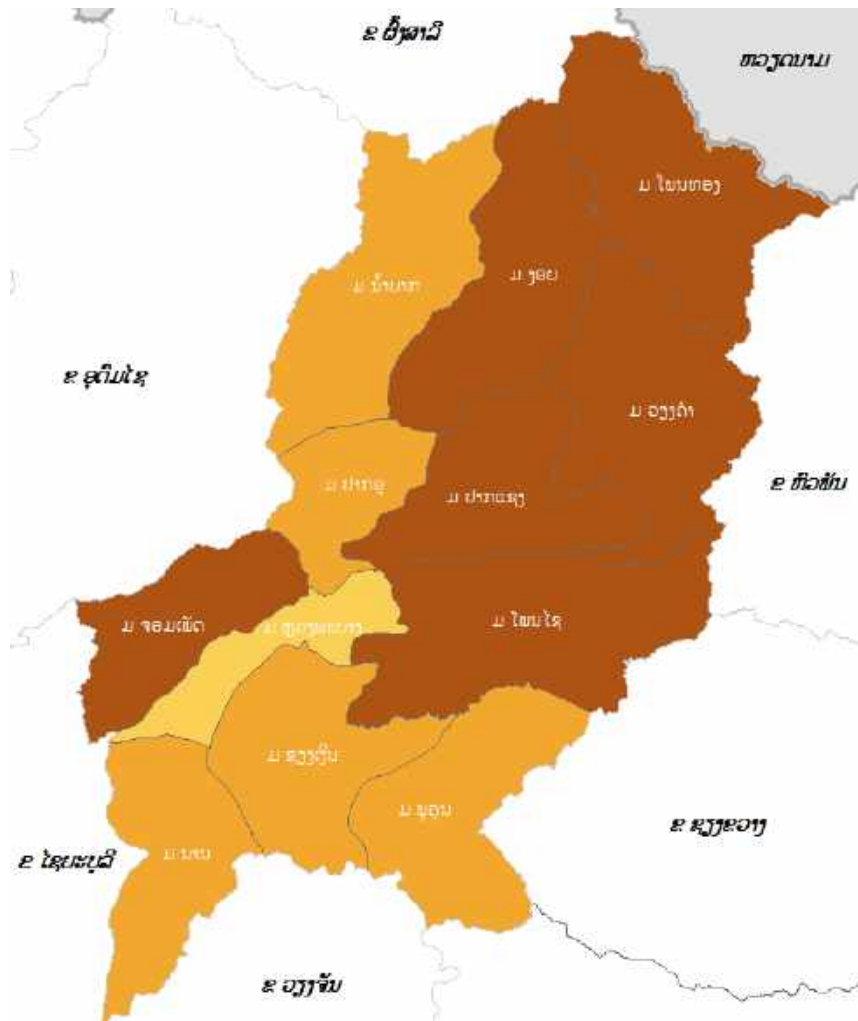 ຂ ຜົ້ງສາລີ
ຫວຽດນາມ
ມ ໂພນທອງ
ມ ງອຍ
ມ ນ້ຳບາກ
ຂ ອຸດົມໄຊ
ມ ວຽງຄຳ
ມ ປາກອູ
ມ ປາກແຊງ
ຂ ຫົວພັນ
ມ ຈອມເພັດ
ມ ຫຼວງພະບາງ
ມ ໂພນໄຊ
ມ ຊຽງເງິນ
ມ ພູຄູນ
ຂ ຊຽງຂວາງ
ມ ນານ
ຂ ໄຊຍະບູລີ
ຂ ວຽງຈັນ